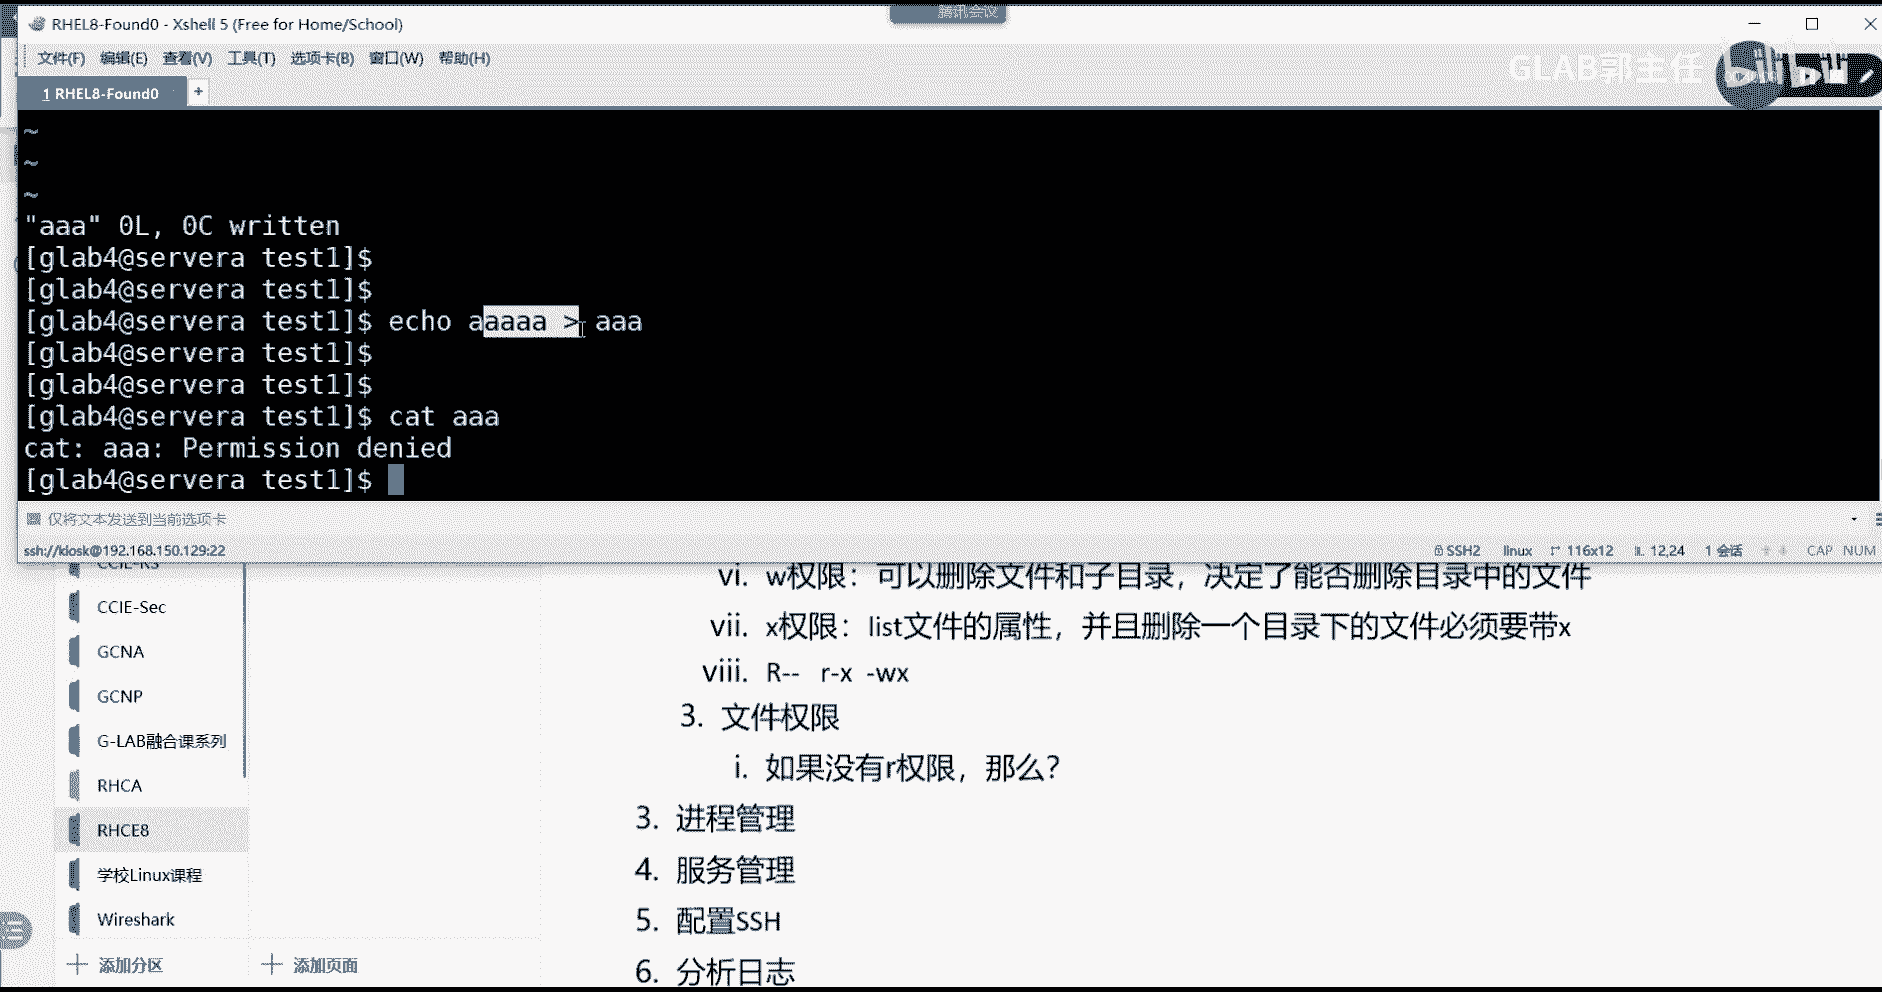 腾讯会议
RHEL8-Found0 - Xshell 5 (Free for Home/School)
文件(F) 编辑(E) 查看(V) 工具(T) 选项卡(B) 窗口(W) 帮助(H)
GLAB郭主任
1 RHEL8-Found0 +
~
~
~
"aaa" 0L, 0C written
[glab4@servera test1]$
[glab4@servera test1]$
[glab4@servera test1]$ echo aaaaa > aaa
[glab4@servera test1]$
[glab4@servera test1]$
[glab4@servera test1]$ cat aaa
cat: aaa: Permission denied
[glab4@servera test1]$
仅将文本发送到当前选项卡
ssh://kiosk@192.168.150.129:22 SSH2 linux 116x12 12,24 1 会话 CAP NUM
CCIE-RS
CCIE-Sec
GCNA
GCNP
G-LAB融合课系列
RHCA
RHCE8
学校Linux课程
Wireshark
添加分区 添加页面
vi. w权限：可以删除文件和子目录，决定了能否删除目录中的文件
vii. x权限：list文件的属性，并且删除一个目录下的文件必须要带x
viii. R-- r-x -wx
3. 文件权限
i. 如果没有r权限，那么？
3. 进程管理
4. 服务管理
5. 配置SSH
6. 分析日志